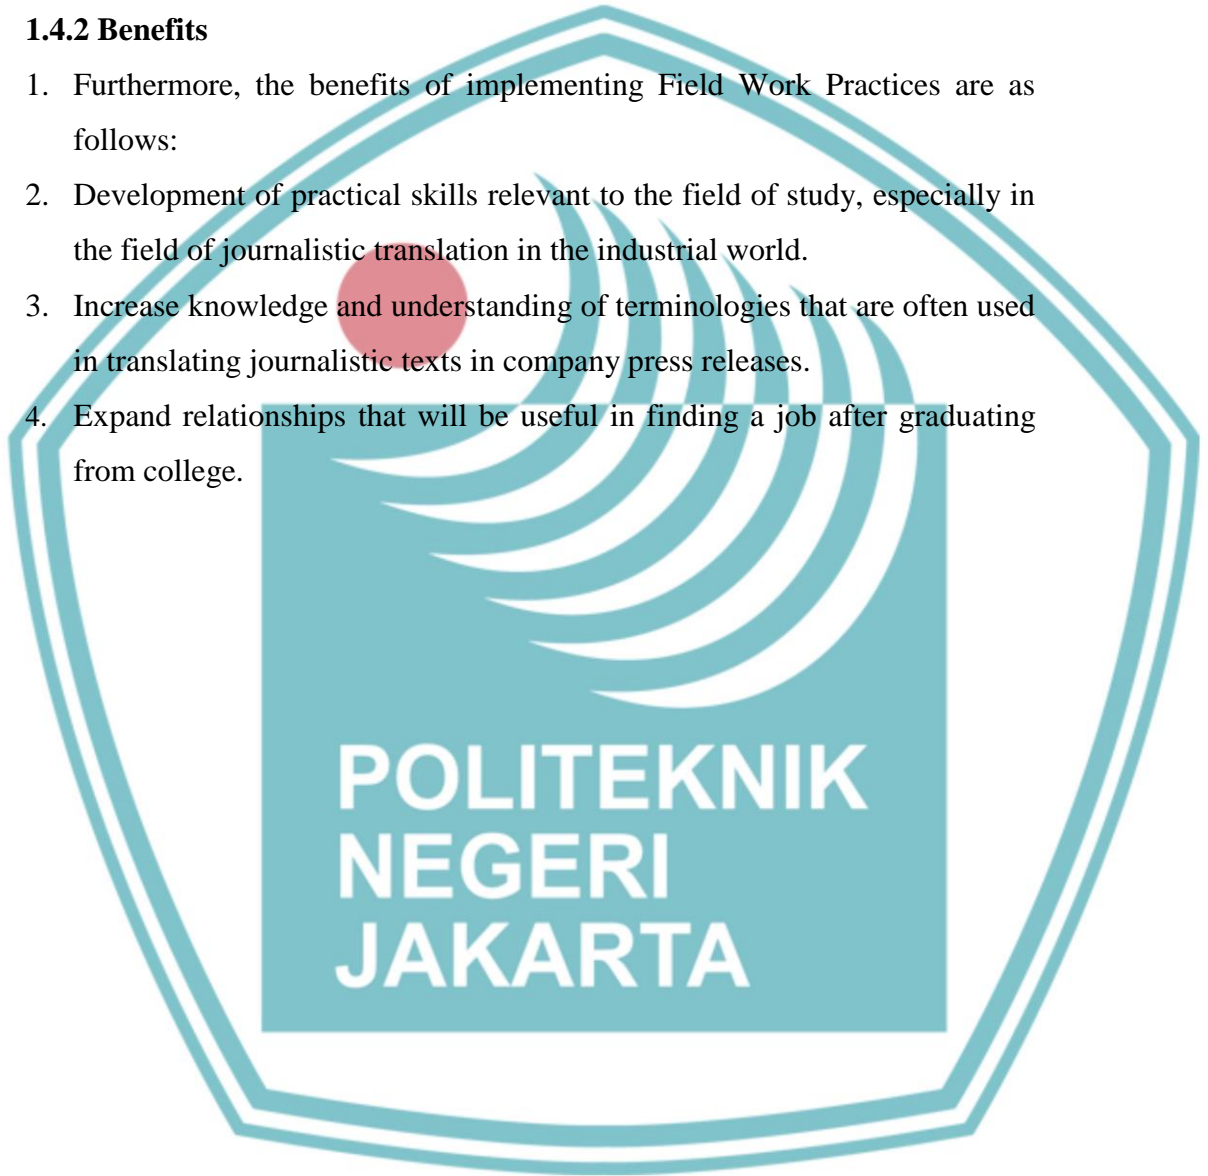 1.4.2 Benefits
1. Furthermore, the benefits of implementing Field Work Practices are as
follows:
2. Development of practical skills relevant to the field of study, especially in
the field of journalistic translation in the industrial world.
3. Increase knowledge and understanding of terminologies that are often used
in translating journalistic texts in company press releases.
4. Expand relationships that will be useful in finding a job after graduating
from college.
POLITEKNIK
NEGERI
JAKARTA